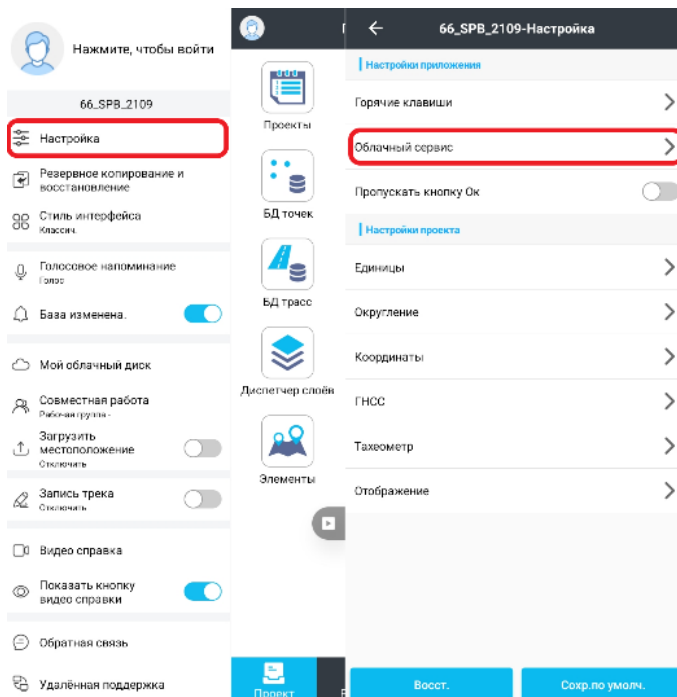 Нажмите, чтобы войти
66_SPB_2109
Настройка
Резервное копирование и
восстановление
Стиль интерфейса
Классич.
Голосовое напоминание
Голос
База изменена.
Мой облачный диск
Совместная работа
Рабочая группа -
Загрузить
местоположение
Отключить
Запись трека
Отключить
Видео справка
Показать кнопку
видео справки
Обратная связь
Удалённая поддержка
Проекты
БД точек
БД трасс
Диспетчер слоён
Элементы
Проект
66_SPB_2109-Настройка
Настройки приложения
Горячие клавиши
Облачный сервис
Пропускать кнопку Ок
Настройки проекта
Единицы
Округление
Координаты
ГНСС
Тахеометр
Отображение
Восст.
Сохр.по умолч.